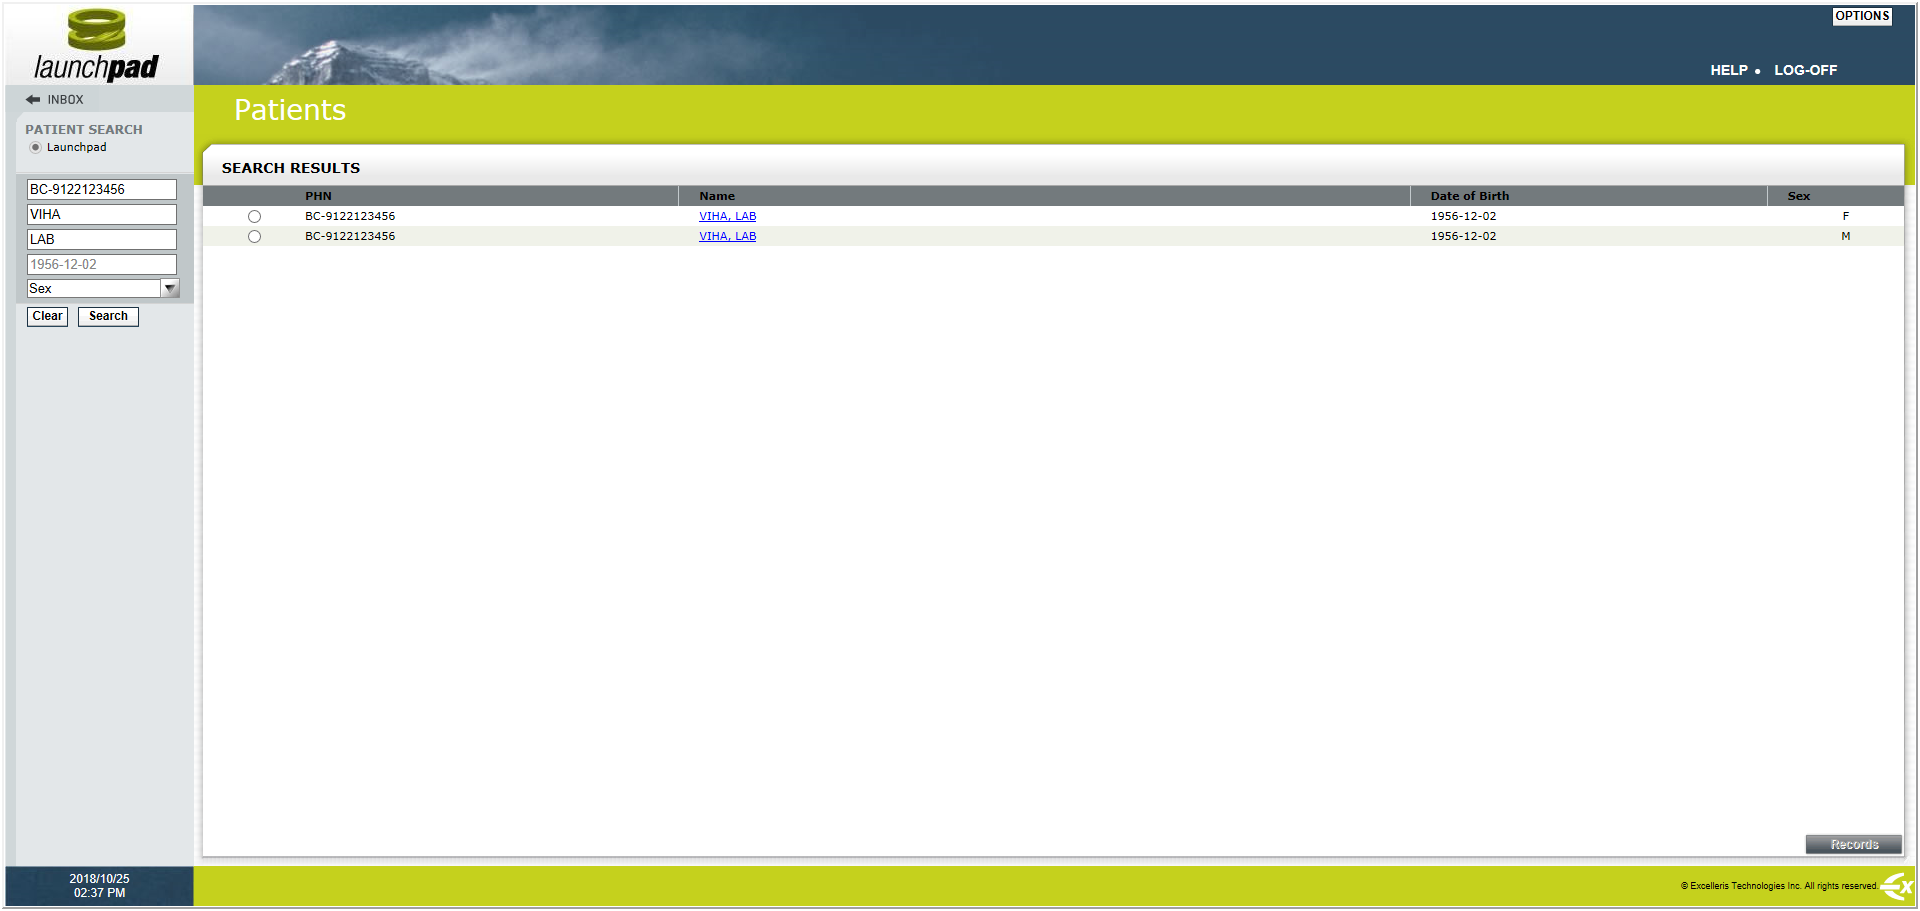 launchpad
OPTIONS
HELP • LOG-OFF
INBOX
PATIENT SEARCH
Launchpad
BC-9122123456
VIHA
LAB
1956-12-02
Sex
Clear Search
Patients
SEARCH RESULTS
PHN Name Date of Birth Sex
BC-9122123456 VIHA, LAB 1956-12-02 F
BC-9122123456 VIHA, LAB 1956-12-02 M
Records
2018/10/25
02:37 PM
© Excelleris Technologies Inc. All rights reserved.